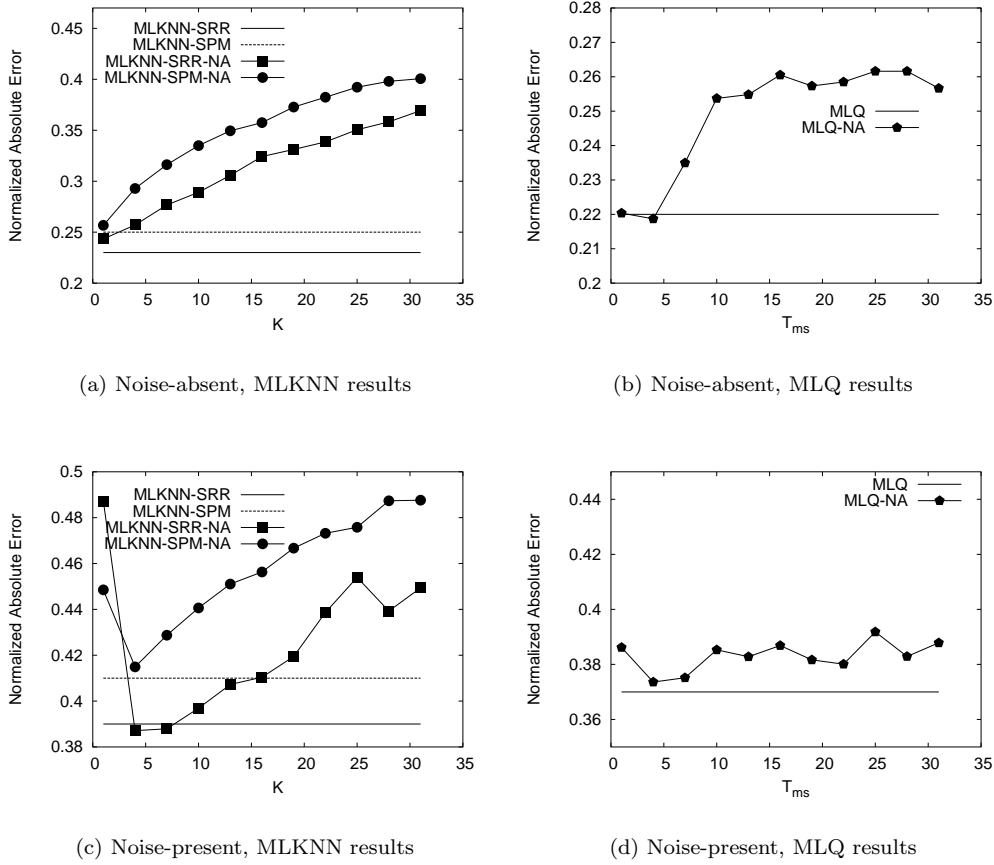 0.45
0.4
0.35
0.3
0.25
0.2
0 5 10 15 20 25 30 35
Normalized Absolute Error
K
MLKNN-SRR
MLKNN-SPM
MLKNN-SRR-NA
MLKNN-SPM-NA
(a) Noise-absent, MLKNN results
0.28
0.27
0.26
0.25
0.24
0.23
0.22
0.21
0.2
0 5 10 15 20 25 30 35
Normalized Absolute Error
T_ms
MLQ
MLQ-NA
(b) Noise-absent, MLQ results
0.5
0.48
0.46
0.44
0.42
0.4
0.38
0 5 10 15 20 25 30 35
Normalized Absolute Error
K
MLKNN-SRR
MLKNN-SPM
MLKNN-SRR-NA
MLKNN-SPM-NA
(c) Noise-present, MLKNN results
0.44
0.42
0.4
0.38
0.36
0 5 10 15 20 25 30 35
Normalized Absolute Error
T_ms
MLQ
MLQ-NA
(d) Noise-present, MLQ results